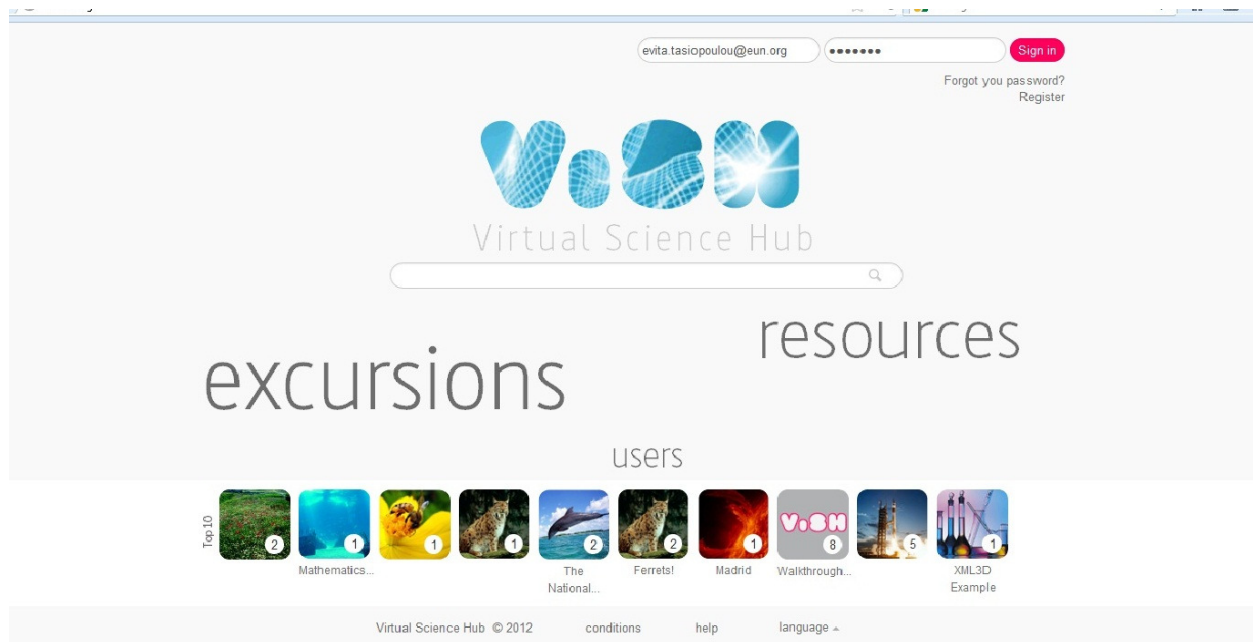 evita.tasiopoulou@eun.org ••••••• Sign in
Forgot you password?
Register
ViSH
Virtual Science Hub
resources
excursions
users
Top 10
2 1 1 1 2 2 1 ViSH 8 5 1
Mathematics... The Ferrets! Madrid Walkthrough... XML3D
National... Example
Virtual Science Hub © 2012 conditions help language